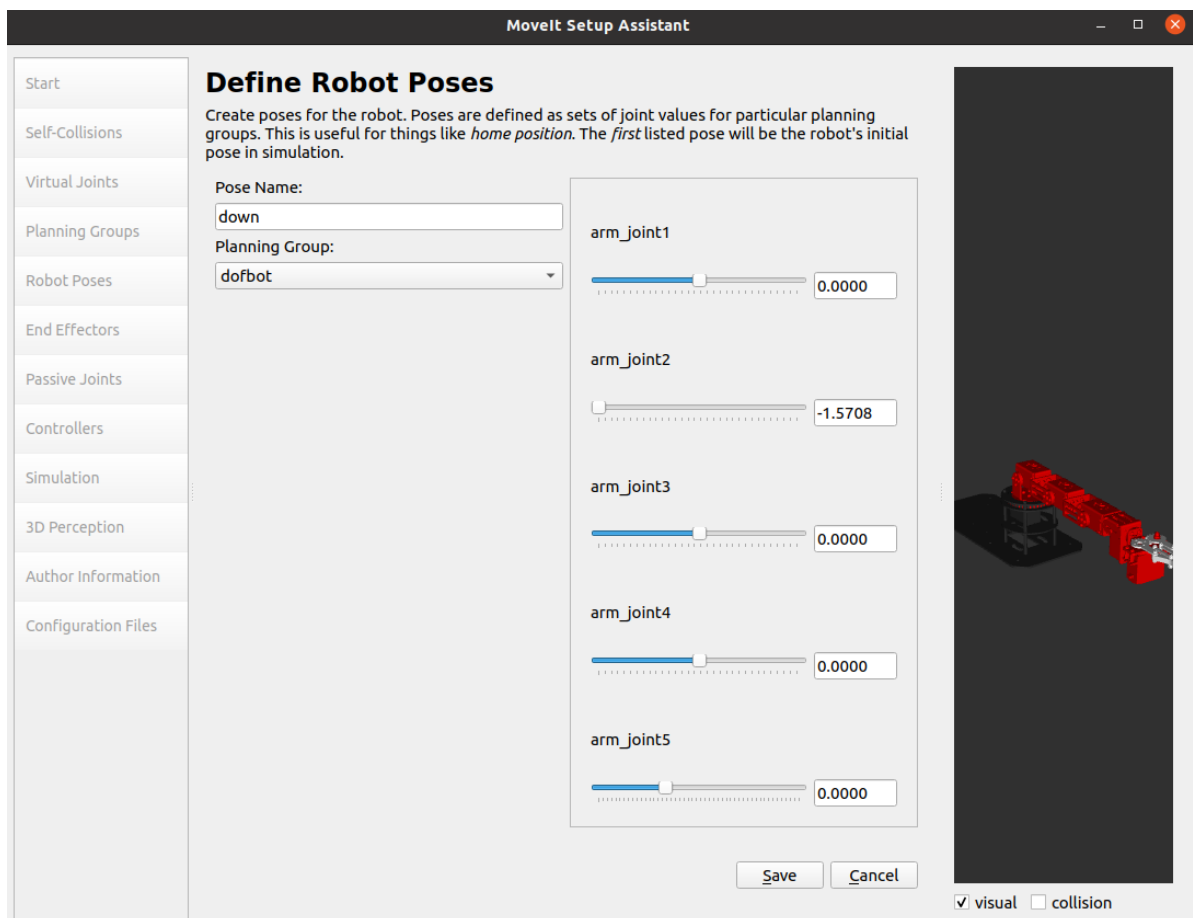 MoveIt Setup Assistant
Start
Self-Collisions
Virtual Joints
Planning Groups
Robot Poses
End Effectors
Passive Joints
Controllers
Simulation
3D Perception
Author Information
Configuration Files
Define Robot Poses
Create poses for the robot. Poses are defined as sets of joint values for particular planning
groups. This is useful for things like home position. The first listed pose will be the robot's initial
pose in simulation.
Pose Name:
down
Planning Group:
dofbot
arm_joint1
0.0000
arm_joint2
-1.5708
arm_joint3
0.0000
arm_joint4
0.0000
arm_joint5
0.0000
Save
Cancel
visual
collision